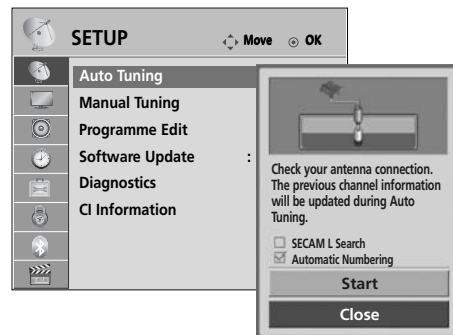 SETUP
Move OK
Auto Tuning
Manual Tuning
Programme Edit
Software Update :
Diagnostics
CI Information
Check your antenna connection.
The previous channel information
will be updated during Auto
Tuning.
SECAM L Search
Automatic Numbering
Start
Close